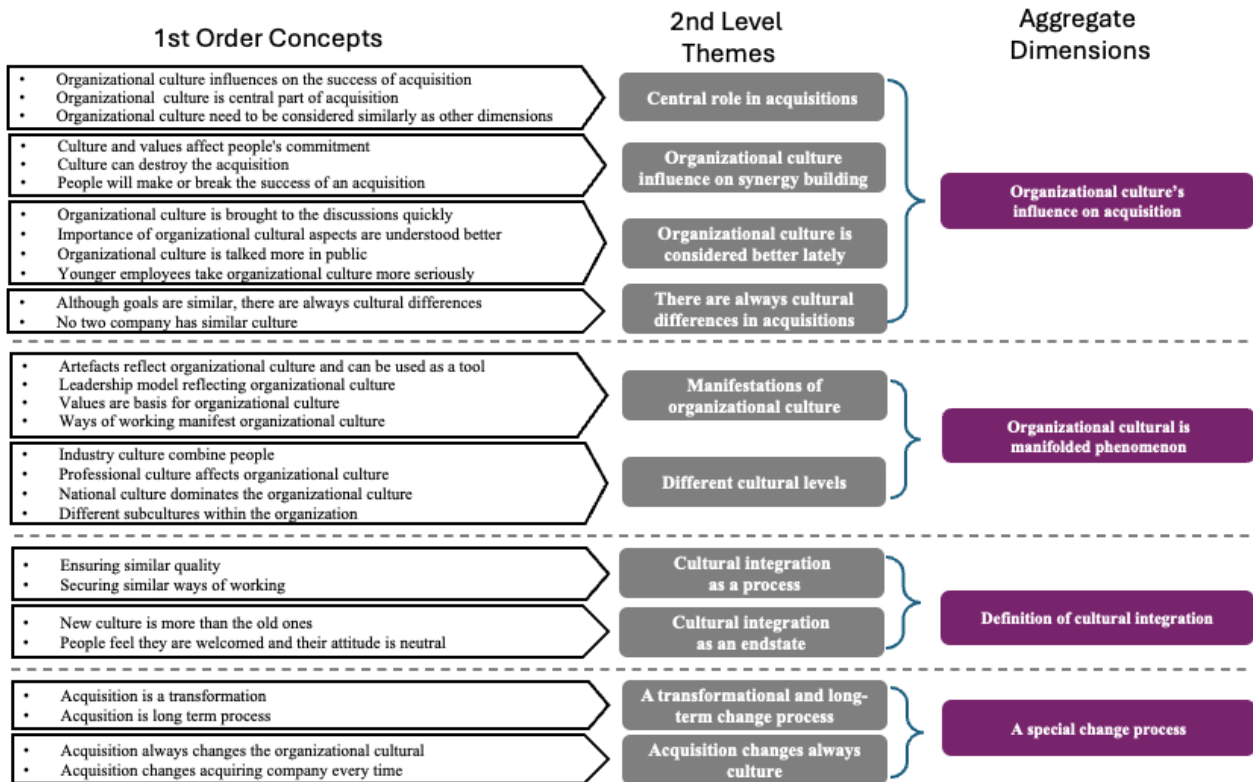 1st Order Concepts
2nd Level
Themes
Aggregate
Dimensions
• Organizational culture influences on the success of acquisition
• Organizational culture is central part of acquisition
• Organizational culture need to be considered similarly as other dimensions
Central role in acquisitions
• Culture and values affect people's commitment
• Culture can destroy the acquisition
• People will make or break the success of an acquisition
Organizational culture
influence on synergy building
• Organizational culture is brought to the discussions quickly
• Importance of organizational cultural aspects are understood better
• Organizational culture is talked more in public
• Younger employees take organizational culture more seriously
Organizational culture is
considered better lately
• Although goals are similar, there are always cultural differences
• No two company has similar culture
There are always cultural
differences in acquisitions
Organizational culture's
influence on acquisition
• Artefacts reflect organizational culture and can be used as a tool
• Leadership model reflecting organizational culture
• Values are basis for organizational culture
• Ways of working manifest organizational culture
Manifestations of
organizational culture
• Industry culture combine people
• Professional culture affects organizational culture
• National culture dominates the organizational culture
• Different subcultures within the organization
Different cultural levels
Organizational cultural is
manifolded phenomenon
• Ensuring similar quality
• Securing similar ways of working
Cultural integration
as a process
• New culture is more than the old ones
• People feel they are welcomed and their attitude is neutral
Cultural integration
as an endstate
Definition of cultural integration
• Acquisition is a transformation
• Acqusition is long term process
A transformational and long-
term change process
• Acquisition always changes the organizational cultural
• Acquisition changes acquiring company every time
Acquisition changes always
culture
A special change process